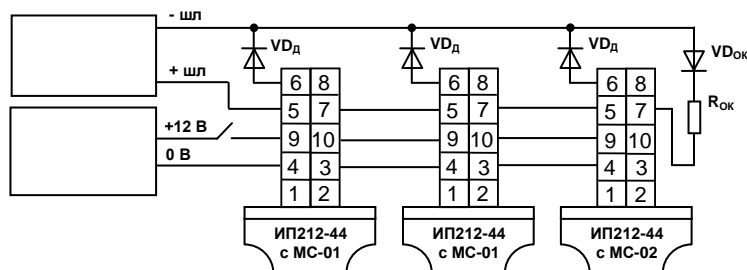 - шл
VDд VDд VDд VDок
+ шл
6 8 6 8 6 8
5 7 5 7 5 7
Rок
+12 В
9 10 9 10 9 10
0 В
4 3 4 3 4 3
1 2 1 2 1 2
ИП212-44 ИП212-44 ИП212-44
с МС-01 с МС-01 с МС-02